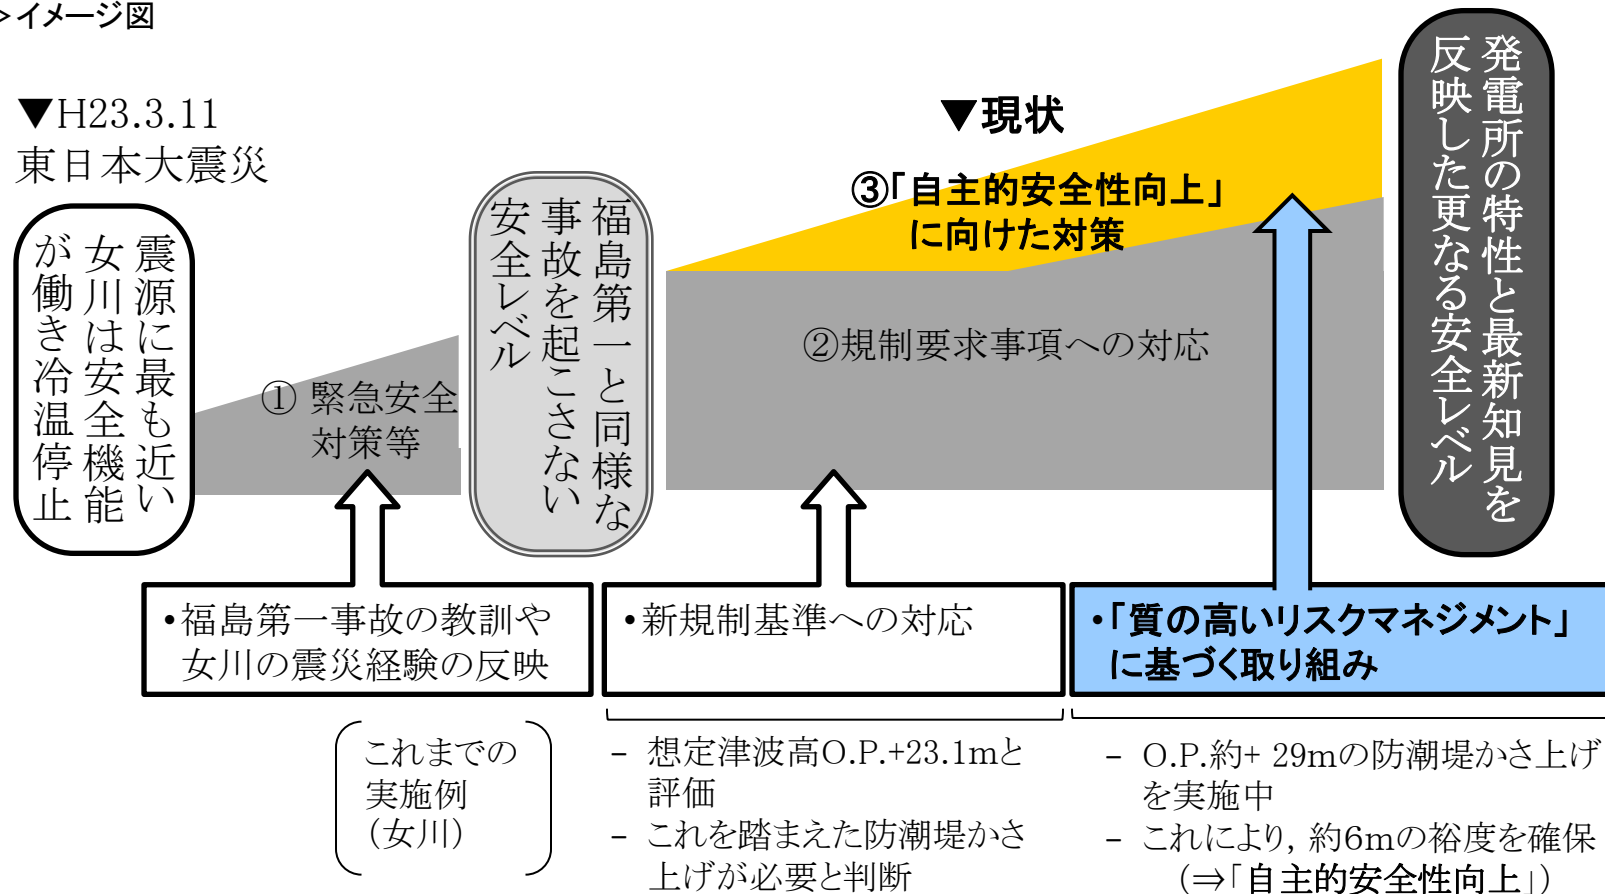 >イメージ図
▼H23.3.11
東日本大震災
震源に最も近い
女川は安全機能
が働き冷温停止
① 緊急安全
対策等
福島第一と同様な
事故を起こさない
安全レベル
▼現状
③「自主的安全性向上」
に向けた対策
②規制要求事項への対応
発電所の特性と最新知見を
反映した更なる安全レベル
・福島第一事故の教訓や
女川の震災経験の反映
・新規制基準への対応
・「質の高いリスクマネジメント」
に基づく取り組み
これまでの
実施例
（女川）
− 想定津波高O.P.+23.1mと
評価
− これを踏まえた防潮堤かさ
上げが必要と判断
− O.P.約+ 29mの防潮堤かさ上げ
を実施中
− これにより, 約6mの裕度を確保
（⇒「自主的安全性向上」）